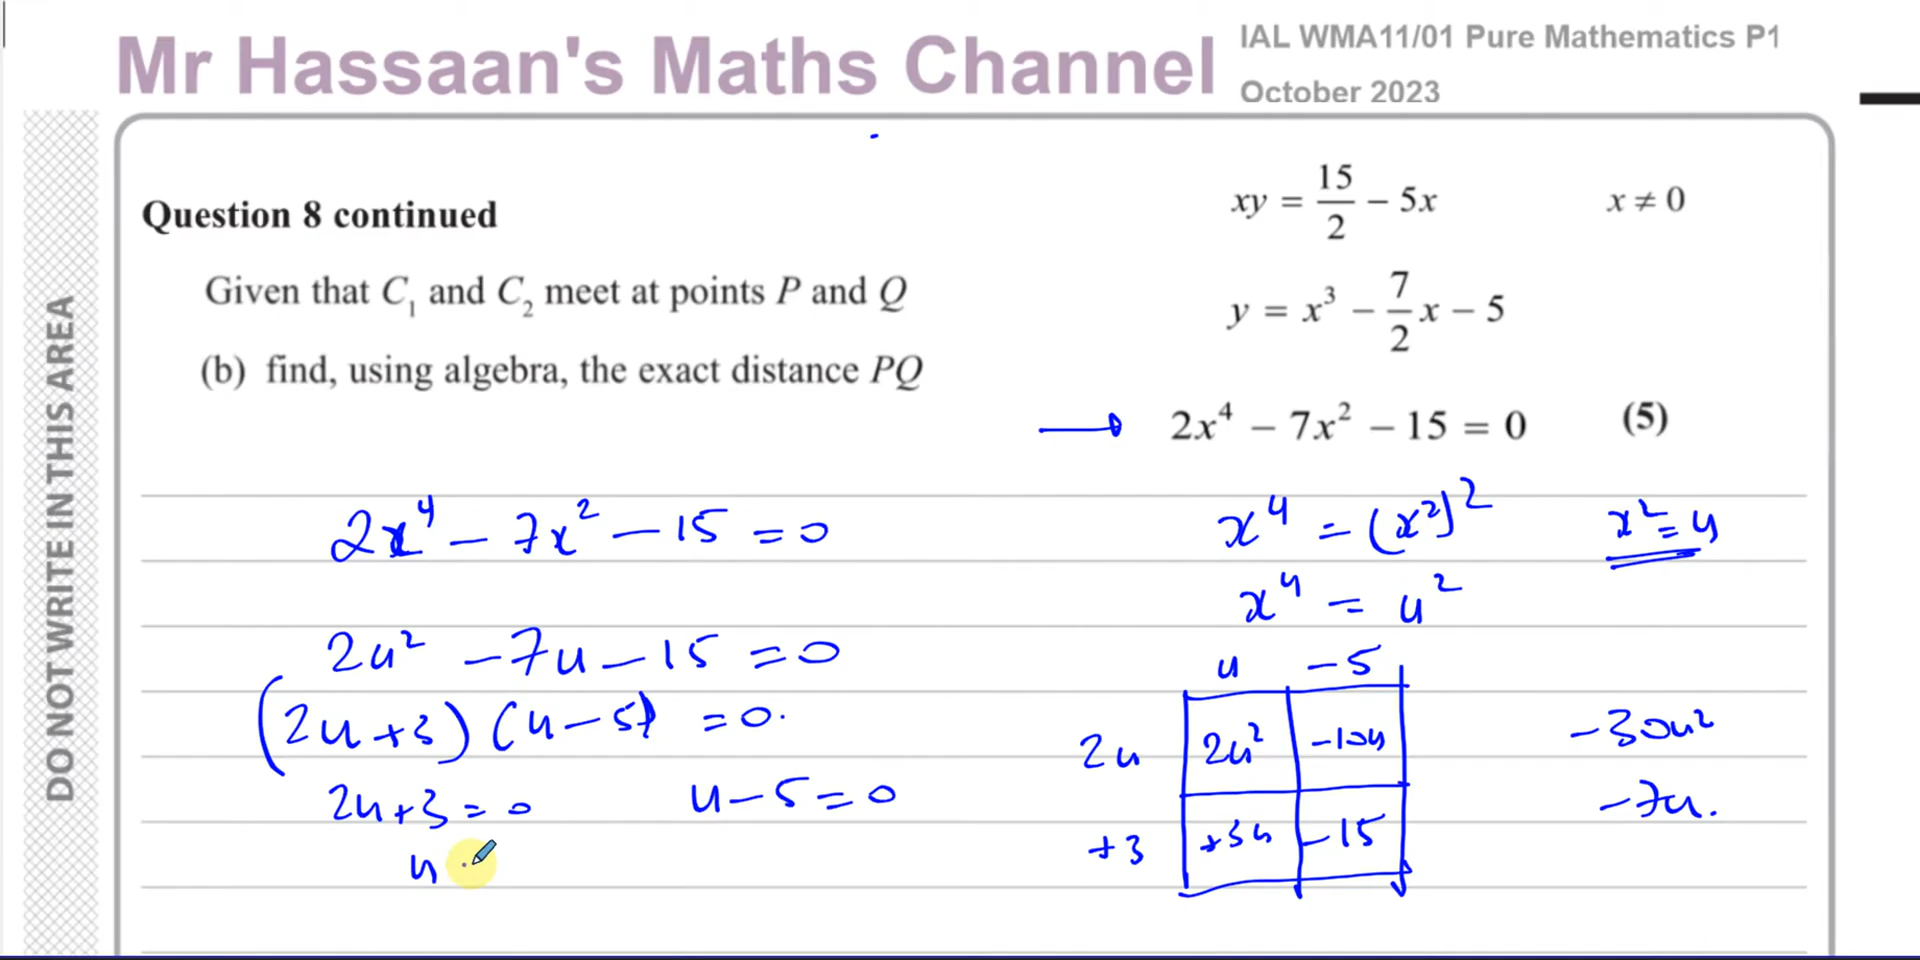 Mr Hassaan's Maths Channel
IAL WMA11/01 Pure Mathematics P1
October 2023
DO NOT WRITE IN THIS AREA
Question 8 continued
xy = 15/2 − 5x    x ≠ 0
Given that C₁ and C₂ meet at points P and Q
y = x³ − 7/2 x − 5
(b) find, using algebra, the exact distance PQ
→ 2x⁴ − 7x² − 15 = 0    (5)
2x⁴ − 7x² − 15 = 0
x⁴ = (x²)²    x² = u
x⁴ = u²
2u² − 7u − 15 = 0
(2u + 3)(u − 5) = 0.
2u + 3 = 0    u − 5 = 0
u
u    −5
2u    2u²    −10u
+3    +3u    −15
−30u²
−7u.